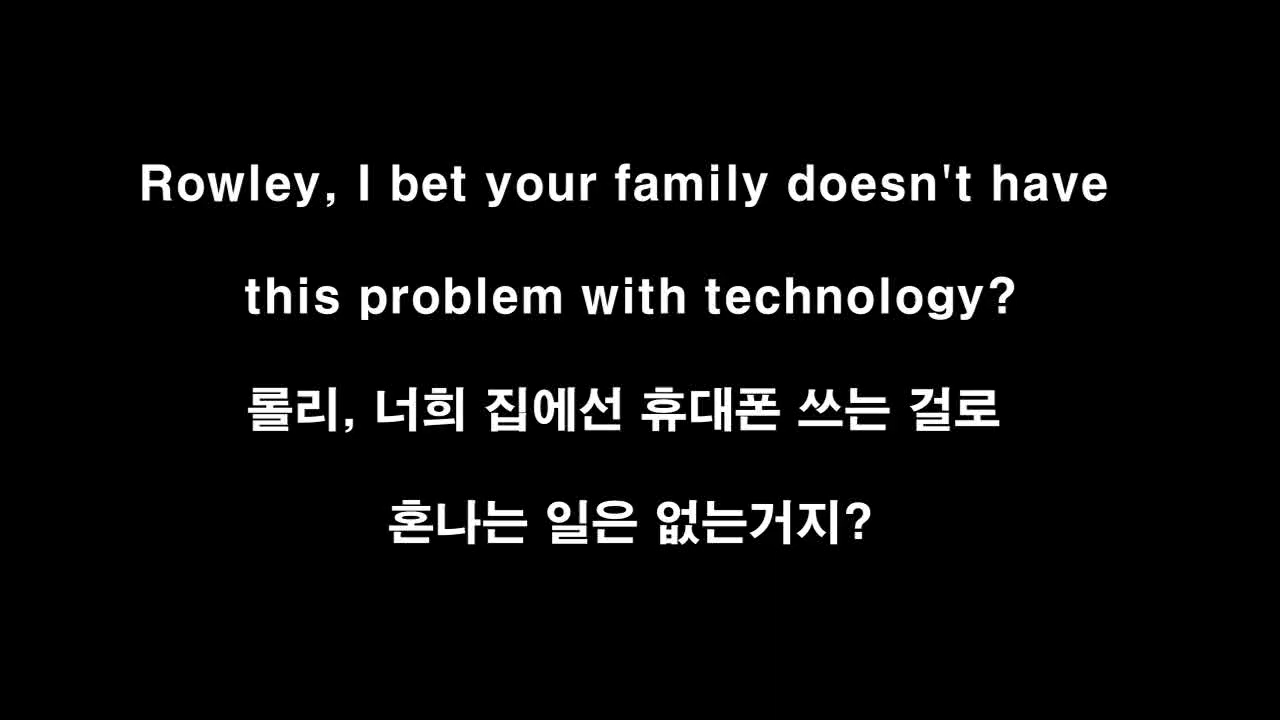 Rowley, I bet your family doesn't have
this problem with technology?
롤리, 너희 집에선 휴대폰 쓰는 걸로
혼나는 일은 없는거지?